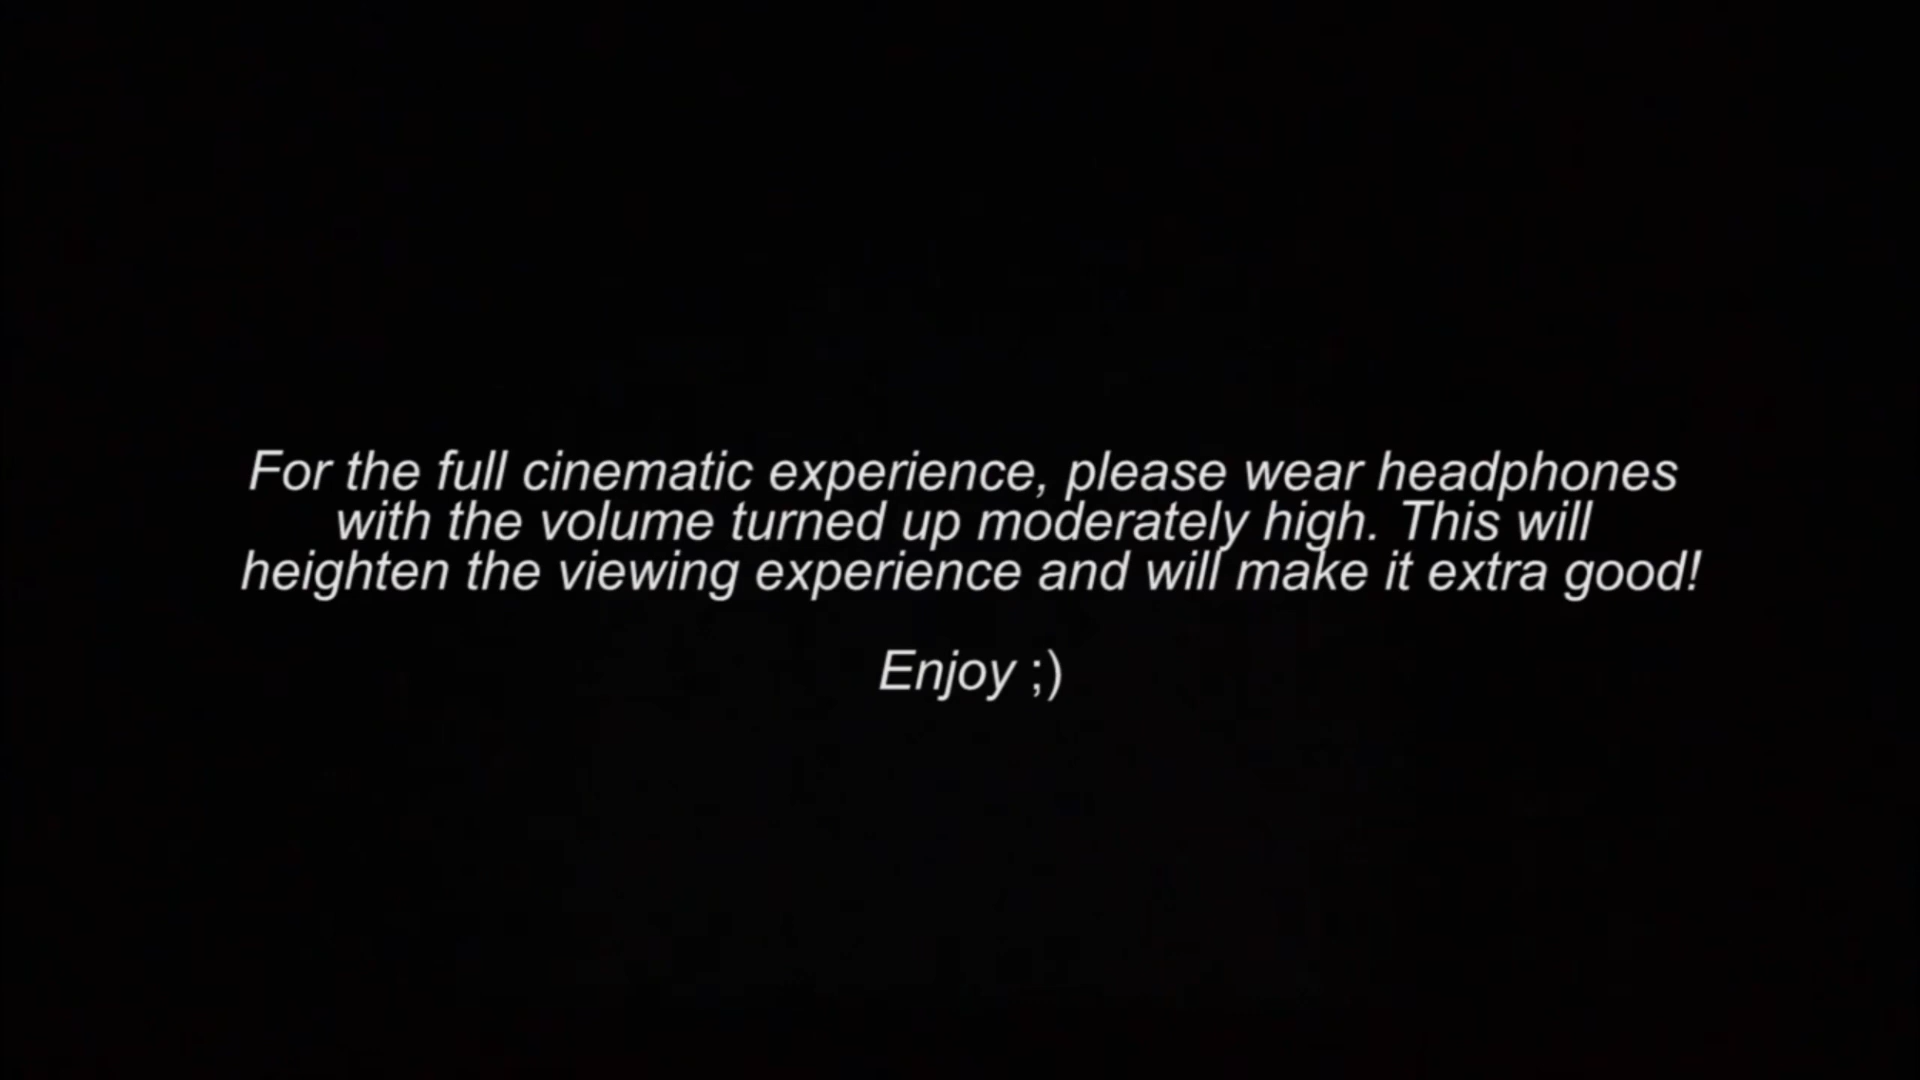 For the full cinematic experience, please wear headphones
with the volume turned up moderately high. This will
heighten the viewing experience and will make it extra good!
Enjoy ;)